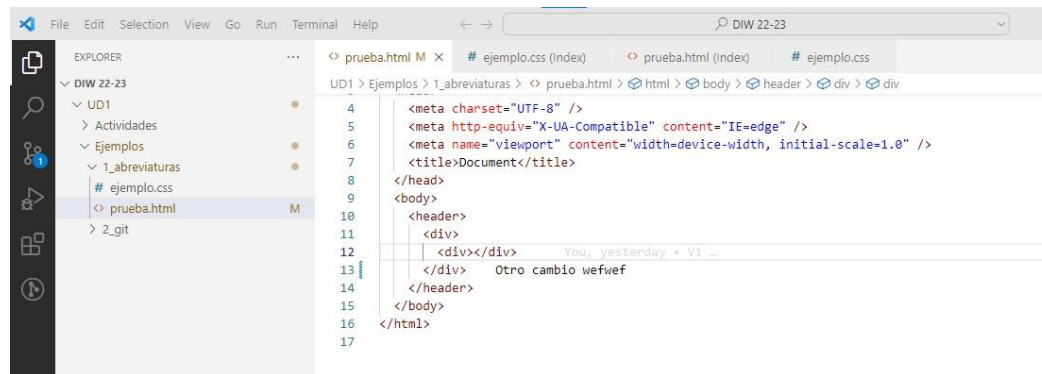 File Edit Selection View Go Run Terminal Help ← → DIW 22-23
EXPLORER ...
DIW 22-23
UD1
Actividades
Ejemplos
1_abreviaturas
# ejemplo.css
<> prueba.html M
2_git
1
<> prueba.html M × # ejemplo.css (Index) <> prueba.html (Index) # ejemplo.css
UD1 > Ejemplos > 1_abreviaturas > <> prueba.html > html > body > header > div > div
4 <meta charset="UTF-8" />
5 <meta http-equiv="X-UA-Compatible" content="IE=edge" />
6 <meta name="viewport" content="width=device-width, initial-scale=1.0" />
7 <title>Document</title>
8 </head>
9 <body>
10 <header>
11 <div>
12 <div></div> You, yesterday • V1 …
13 </div> Otro cambio wefwef
14 </header>
15 </body>
16 </html>
17